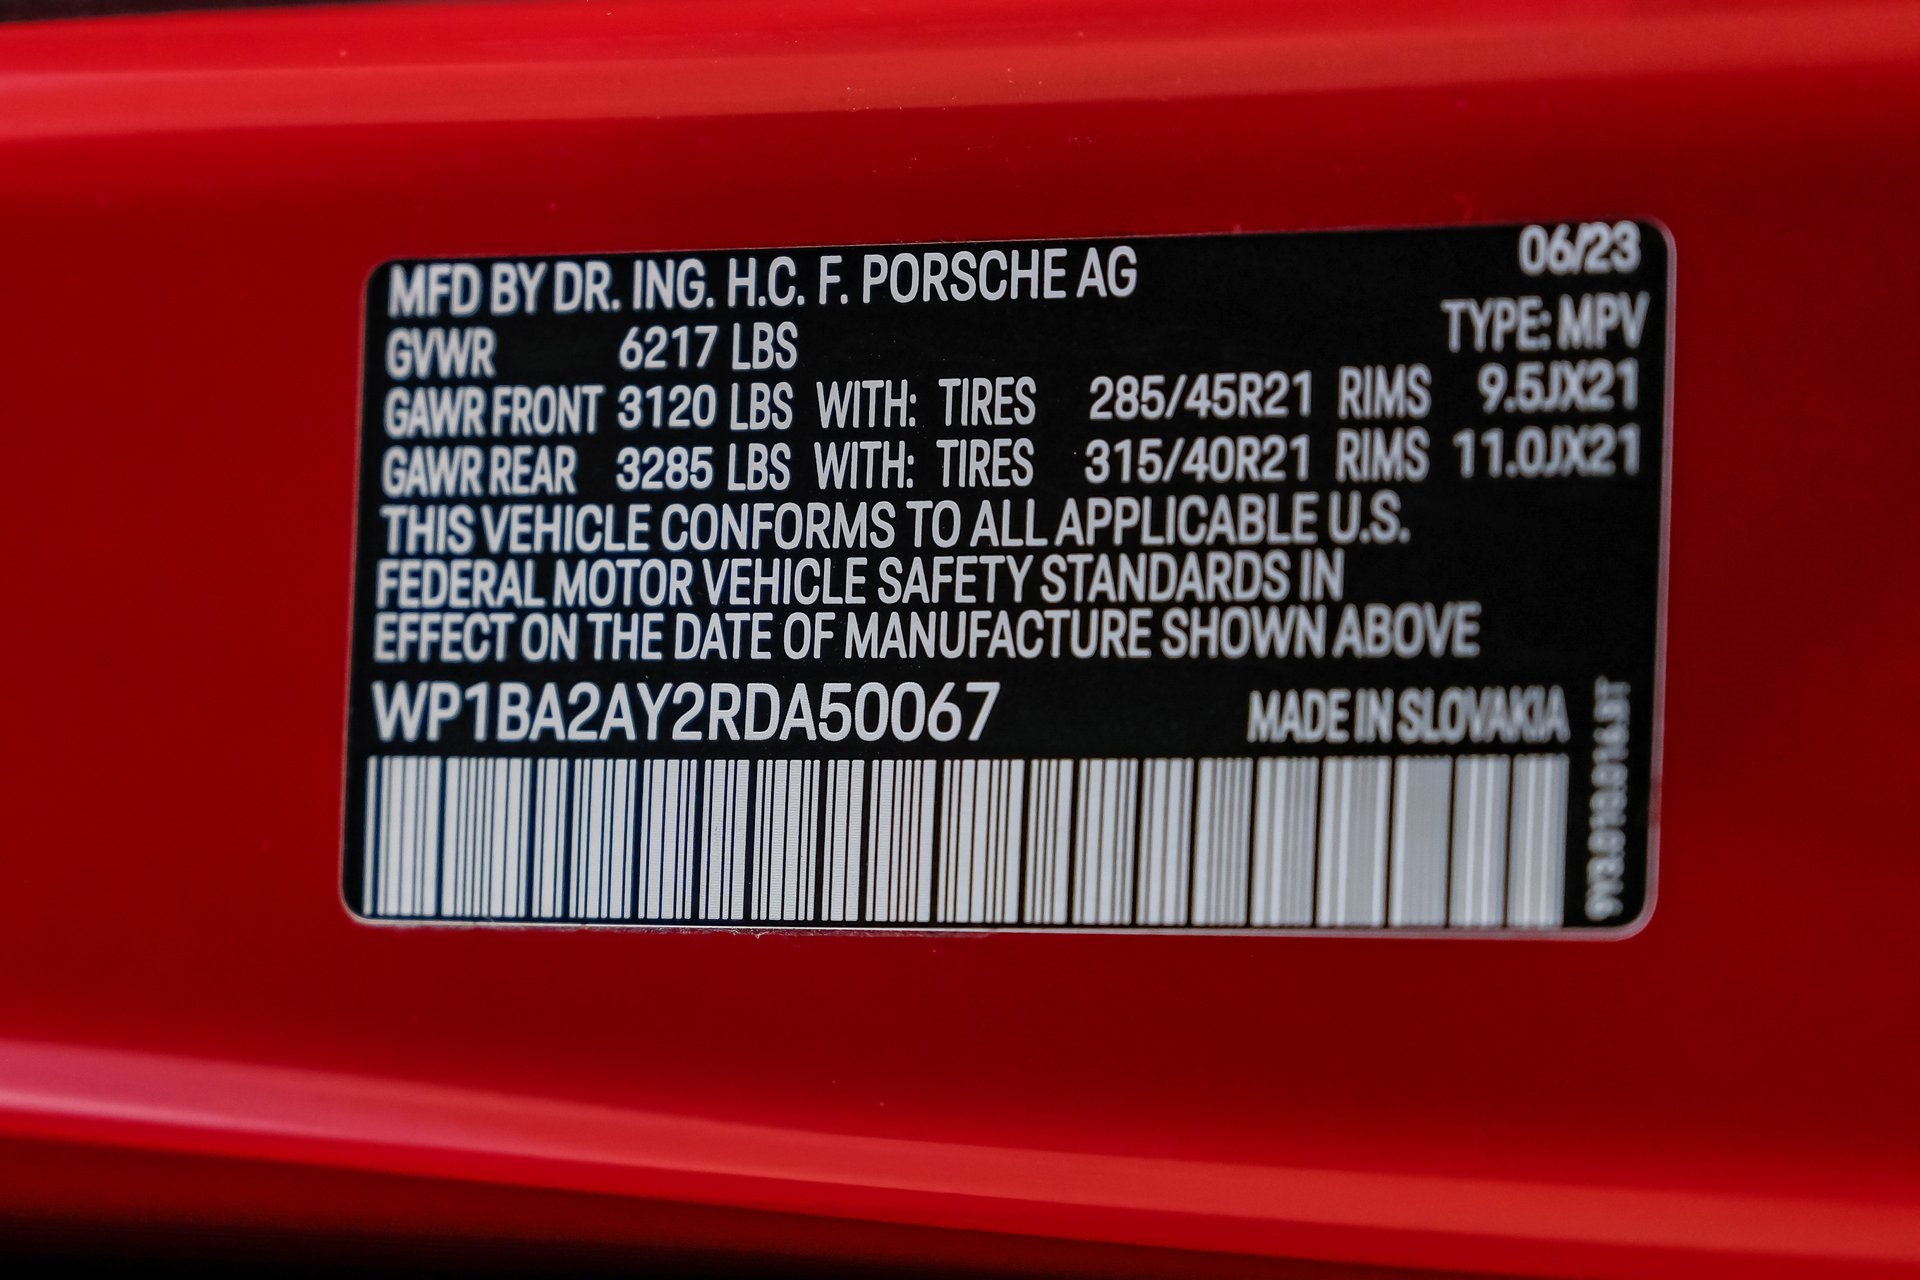 MFD BY DR. ING. H.C. F. PORSCHE AG 06/23
GVWR 6217 LBS TYPE: MPV
GAWR FRONT 3120 LBS WITH: TIRES 285/45R21 RIMS 9.5JX21
GAWR REAR 3285 LBS WITH: TIRES 315/40R21 RIMS 11.0JX21
THIS VEHICLE CONFORMS TO ALL APPLICABLE U.S.
FEDERAL MOTOR VEHICLE SAFETY STANDARDS IN
EFFECT ON THE DATE OF MANUFACTURE SHOWN ABOVE
WP1BA2AY2RDA50067 MADE IN SLOVAKIA